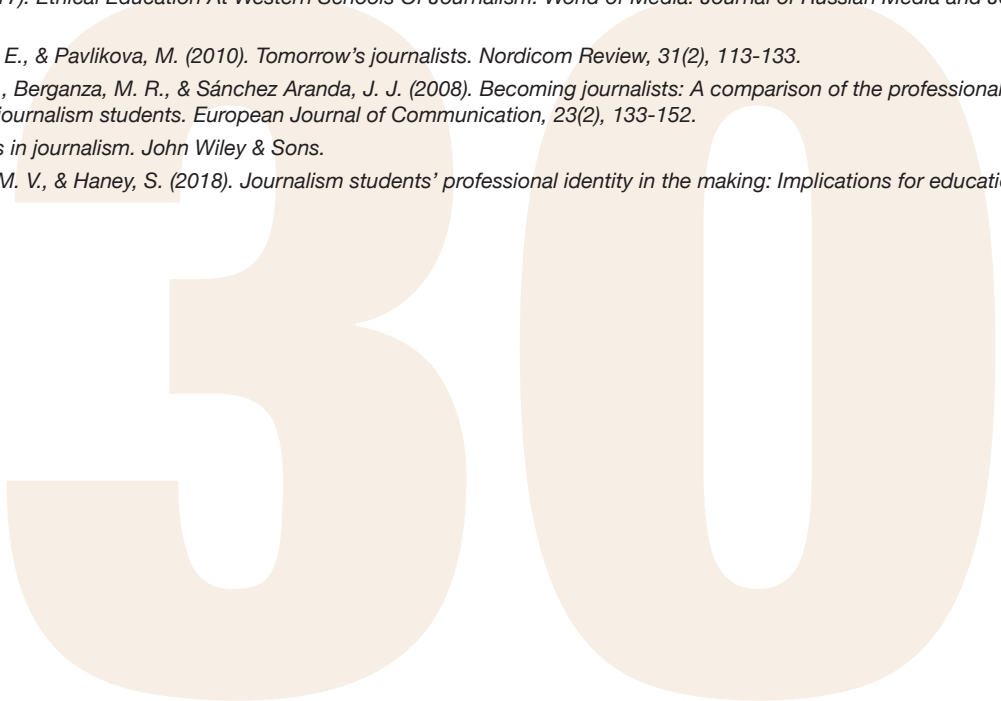 17). Ethical Education At Western Schools Of Journalism. World of Media. Journal of Russian Media and Jo
E., & Pavlikova, M. (2010). Tomorrow’s journalists. Nordicom Review, 31(2), 113-133.
., Berganza, M. R., & Sánchez Aranda, J. J. (2008). Becoming journalists: A comparison of the professional
journalism students. European Journal of Communication, 23(2), 133-152.
s in journalism. John Wiley & Sons.
M. V., & Haney, S. (2018). Journalism students’ professional identity in the making: Implications for educatio
30